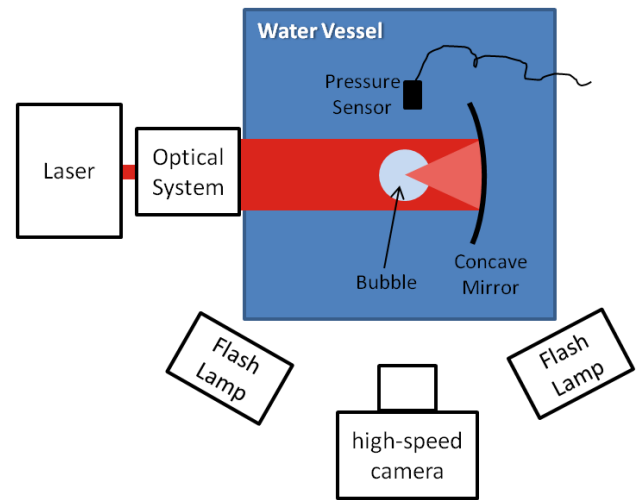 Water Vessel
Pressure
Sensor
Laser
Optical
System
Bubble
Concave
Mirror
Flash
Lamp
Flash
Lamp
high-speed
camera